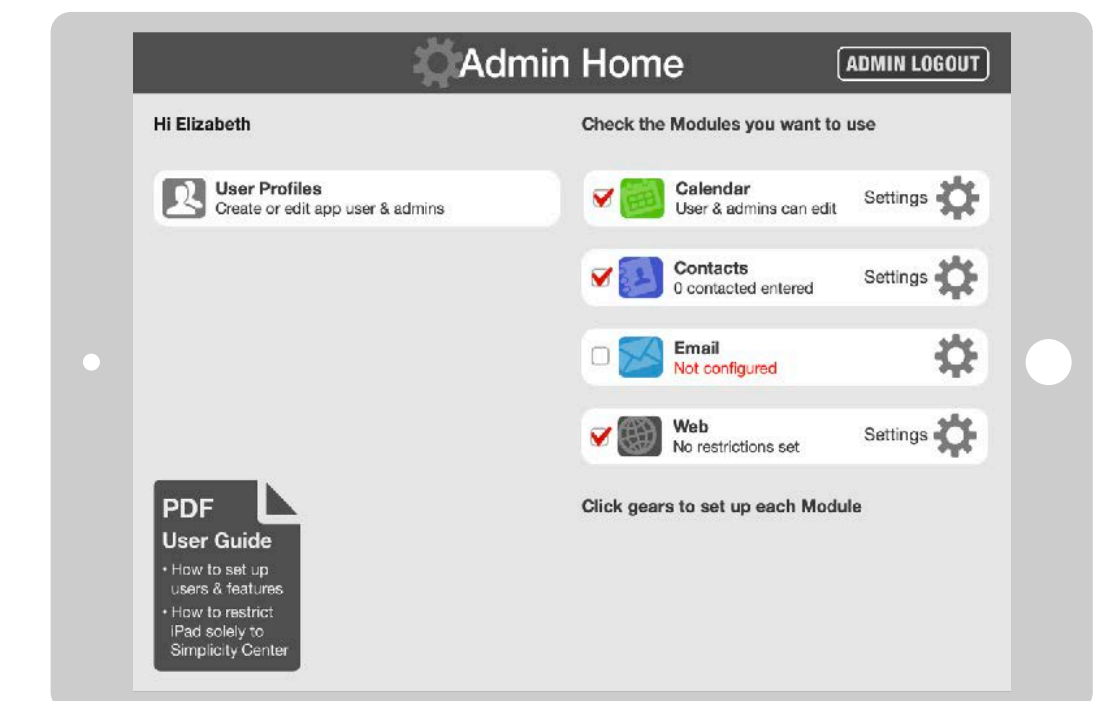 Admin Home
ADMIN LOGOUT
Hi Elizabeth
User Profiles
Create or edit app user & admins
PDF
User Guide
• How to set up
users & features
• How to restrict
iPad solely to
Simplicity Center
Check the Modules you want to use
Calendar
User & admins can edit
Settings
Contacts
0 contacted entered
Settings
Email
Not configured
Web
No restrictions set
Settings
Click gears to set up each Module